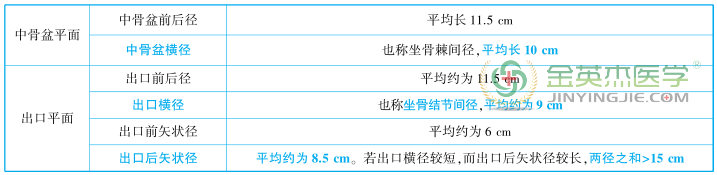 中骨盆平面
中骨盆前后径 平均长 11.5 cm
中骨盆横径 也称坐骨棘间径,平均长 10 cm
出口平面
出口前后径 平均约为 11.5 cm
出口横径 也称坐骨结节间径,平均约为 9 cm
出口前矢状径 平均约为 6 cm
出口后矢状径 平均约为 8.5 cm。若出口横径较短,而出口后矢状径较长,两径之和>15 cm
金英杰医学®
JINYINGJIE.COM